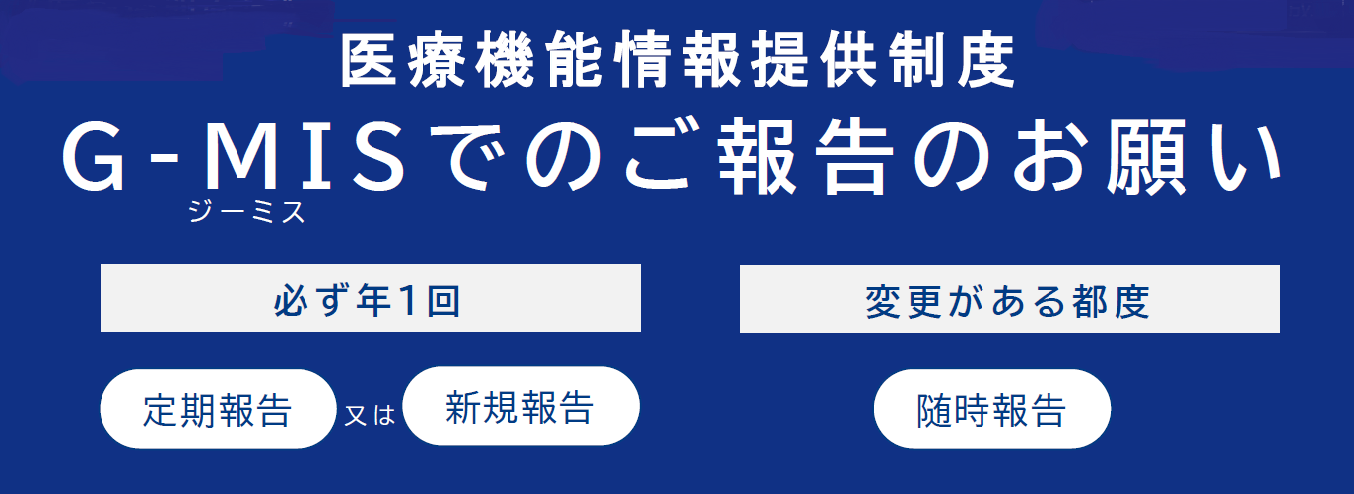 医療機能情報提供制度
G-MISでのご報告のお願い
ジーミス
必ず年1回
変更がある都度
定期報告 又は 新規報告
随時報告